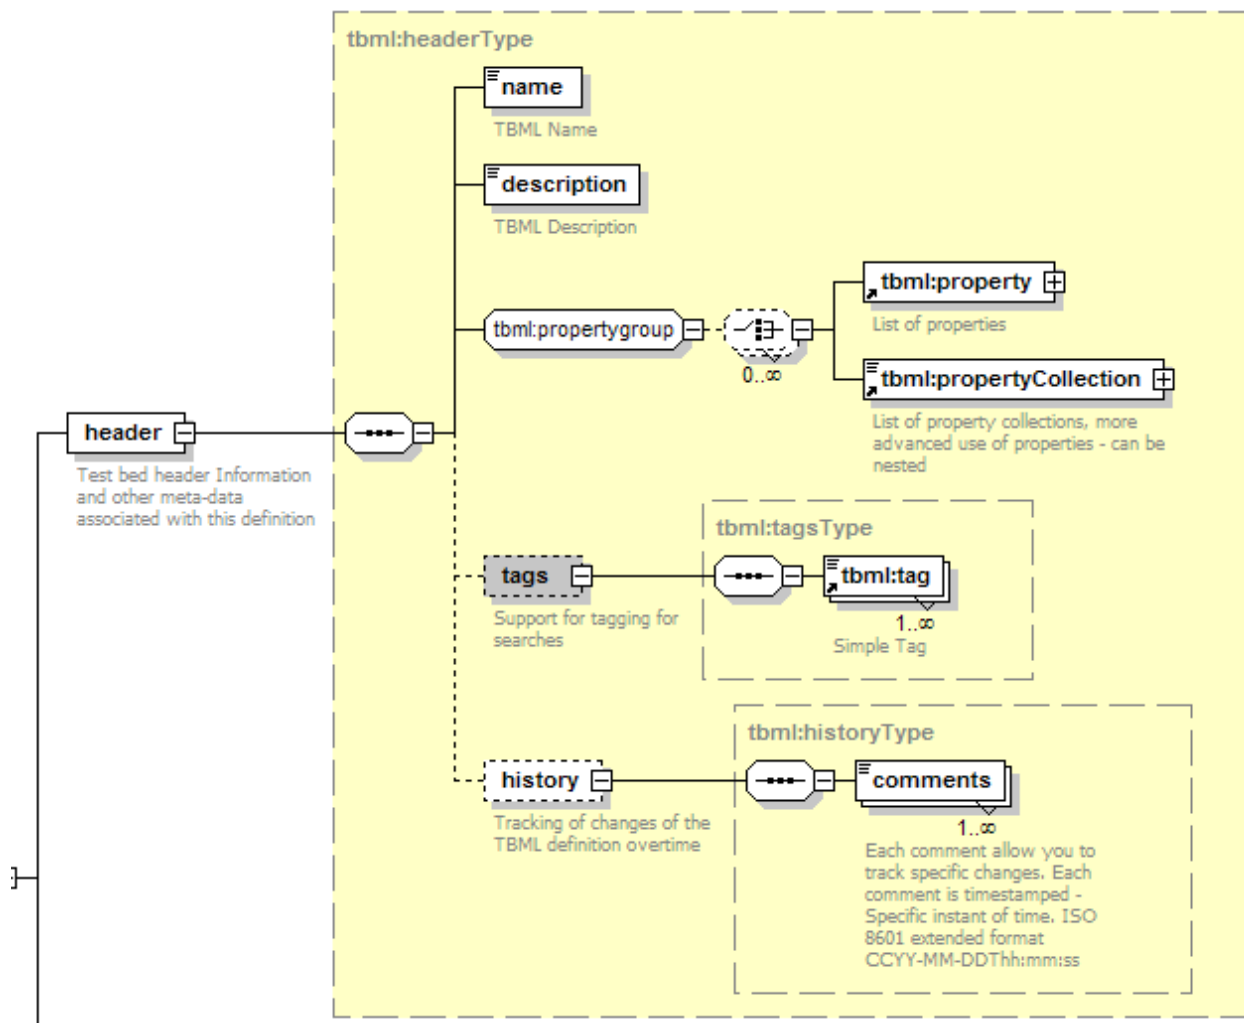 tbml:headerType
name
TBML Name
description
TBML Description
tbml:property
List of properties
tbml:propertygroup
0..∞
tbml:propertyCollection
List of property collections, more
advanced use of properties - can be
nested
header
Test bed header Information
and other meta-data
associated with this definition
tbml:tagsType
tags
tbml:tag
Support for tagging for
searches
1..∞
Simple Tag
tbml:historyType
history
comments
Tracking of changes of the
TBML definition overtime
1..∞
Each comment allow you to
track specific changes. Each
comment is timestamped -
Specific instant of time. ISO
8601 extended format
CCYY-MM-DDThh:mm:ss